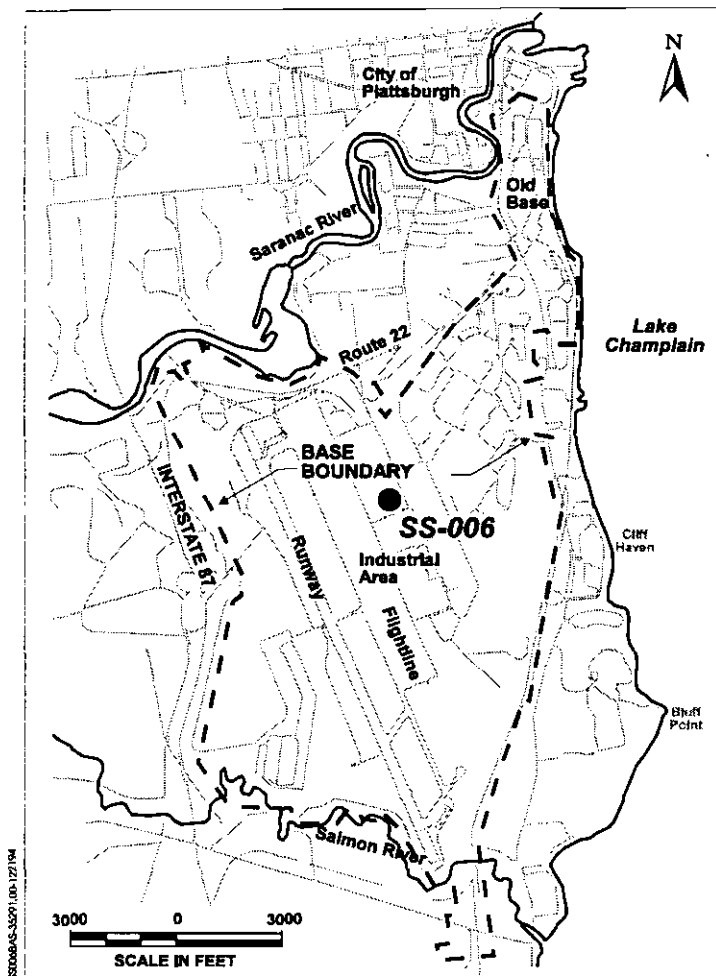 City of
Plattsburgh
N
Old
Base
Saranac River
Lake
Champlain
Route 22
BASE
BOUNDARY
INTERSTATE 87
SS-006
Cliff
Haven
Runway
Industrial
Area
Flightline
Bluff
Point
Salmon River
3000 0 3000
SCALE IN FEET